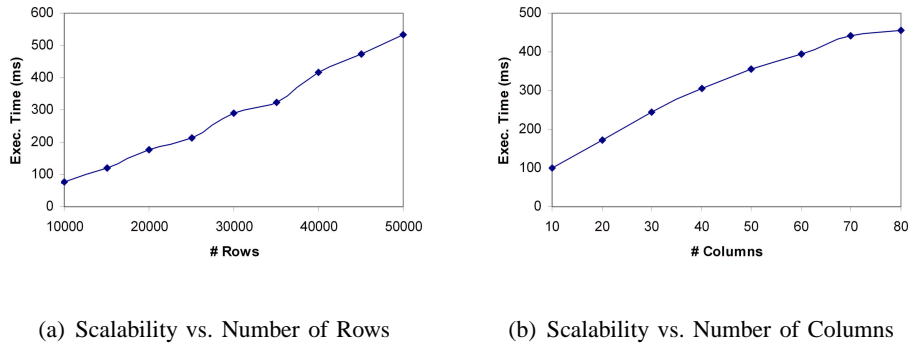 600
500
400
300
200
100
0
Exec. Time (ms)
10000 20000 30000 40000 50000
# Rows
(a) Scalability vs. Number of Rows
500
400
300
200
100
0
Exec. Time (ms)
10 20 30 40 50 60 70 80
# Columns
(b) Scalability vs. Number of Columns